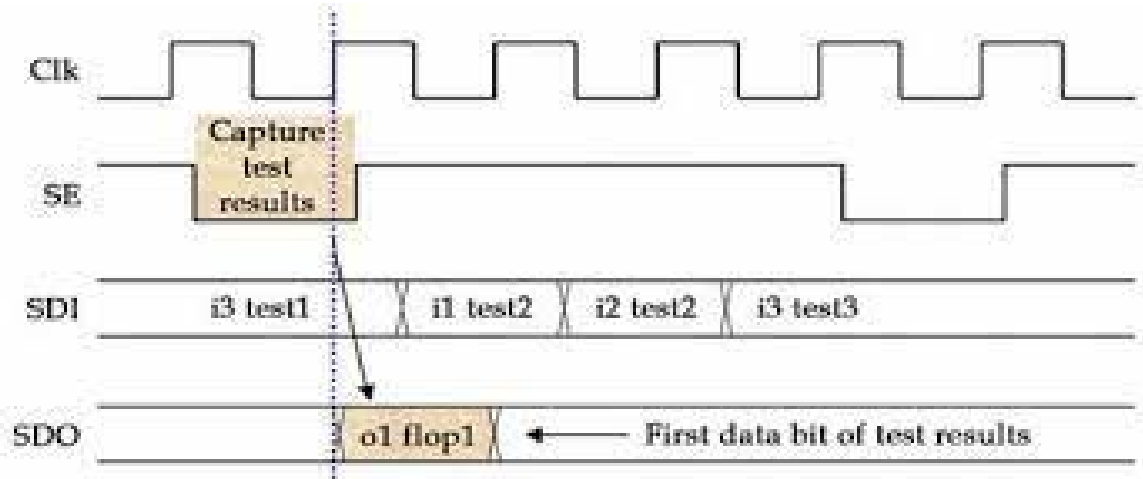 Clk
Capture
test
results
SE
SDI
i3 test1
i1 test2
i2 test2
i3 test3
SDO
o1 flop1
First data bit of test results